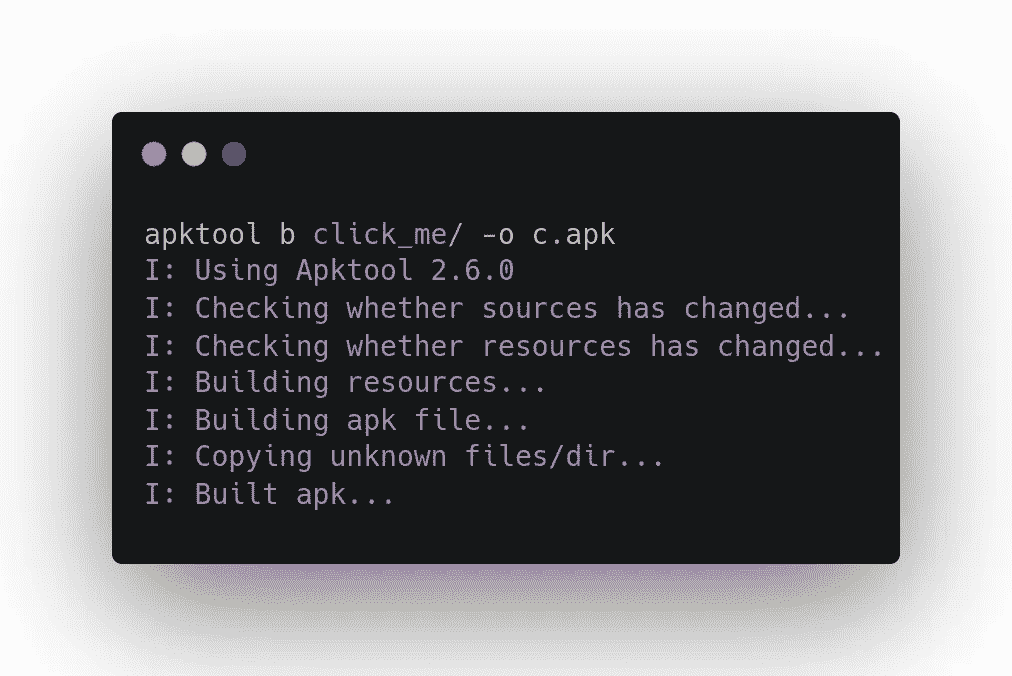 apktool b click_me/ -o c.apk
I: Using Apktool 2.6.0
I: Checking whether sources has changed...
I: Checking whether resources has changed...
I: Building resources...
I: Building apk file...
I: Copying unknown files/dir...
I: Built apk...